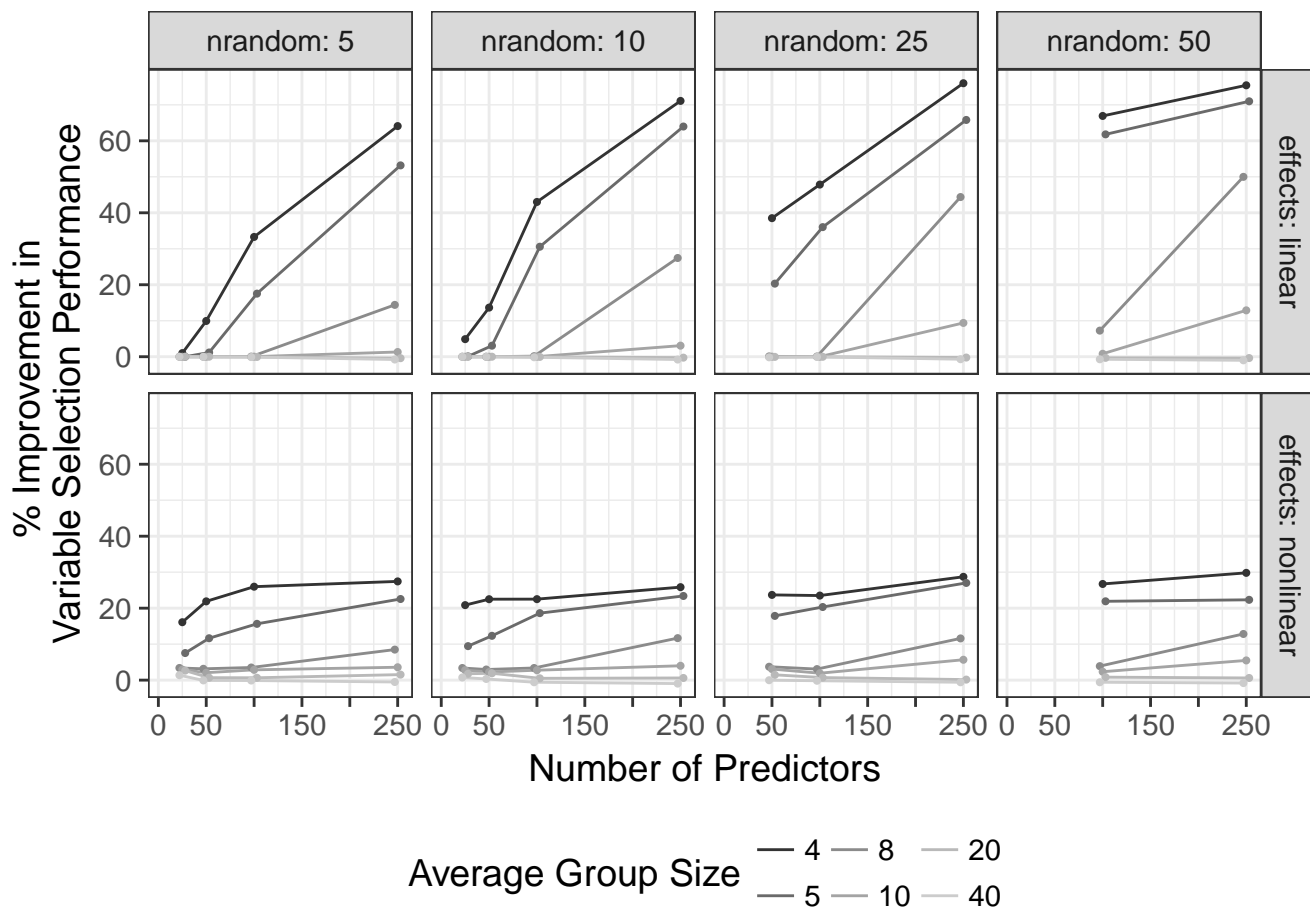 nrandom: 5
nrandom: 10
nrandom: 25
nrandom: 50
% Improvement in
Variable Selection Performance
60
40
20
0
effects: linear
60
40
20
0
effects: nonlinear
0 50 150 250
0 50 150 250
0 50 150 250
0 50 150 250
Number of Predictors
Average Group Size
4 8 20
5 10 40